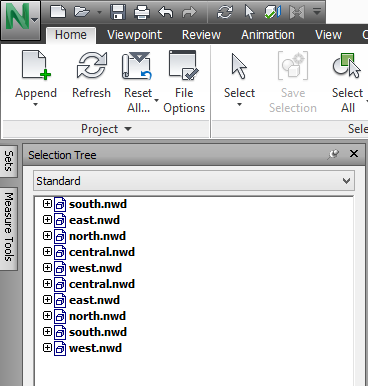 N
Home Viewpoint Review Animation View
Append Refresh Reset All... File Options Select Save Selection Select All
Project
Sets
Measure Tools
Selection Tree
Standard
south.nwd
east.nwd
north.nwd
central.nwd
west.nwd
central.nwd
east.nwd
north.nwd
south.nwd
west.nwd